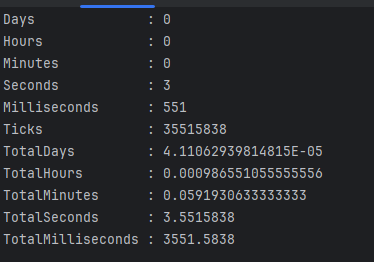 Days              : 0
Hours             : 0
Minutes           : 0
Seconds           : 3
Milliseconds      : 551
Ticks             : 35515838
TotalDays         : 4.11062939814815E-05
TotalHours        : 0.000986551055555556
TotalMinutes      : 0.0591930633333333
TotalSeconds      : 3.5515838
TotalMilliseconds : 3551.5838